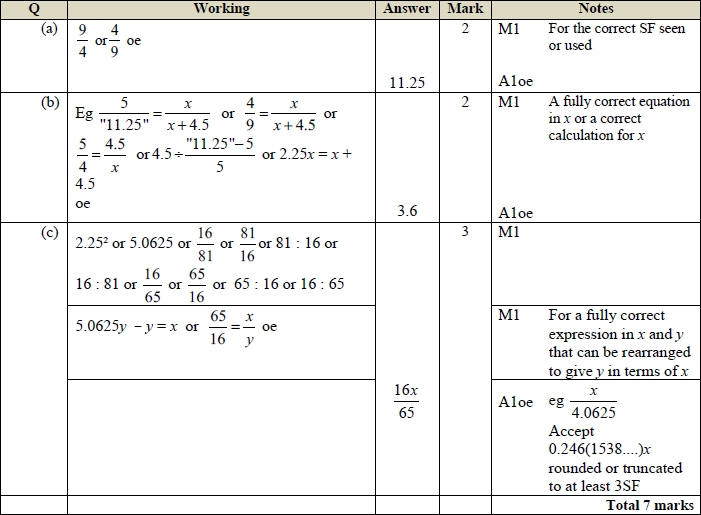 Q Working Answer Mark Notes
(a) 9/4 or 4/9 oe 2 M1 For the correct SF seen
or used
11.25 A1oe
(b) Eg 5/"11.25" = x/(x+4.5) or 4/9 = x/(x+4.5) or 2 M1 A fully correct equation
in x or a correct
calculation for x
5/4 = 4.5/x or 4.5 ÷ ("11.25"−5)/5 or 2.25x = x +
4.5
oe
3.6 A1oe
(c) 2.25² or 5.0625 or 16/81 or 81/16 or 81 : 16 or 3 M1
16 : 81 or 16/65 or 65/16 or 65 : 16 or 16 : 65
5.0625y − y = x or 65/16 = x/y oe M1 For a fully correct
expression in x and y
that can be rearranged
to give y in terms of x
16x/65 A1oe eg x/4.0625
Accept
0.246(1538....)x
rounded or truncated
to at least 3SF
Total 7 marks